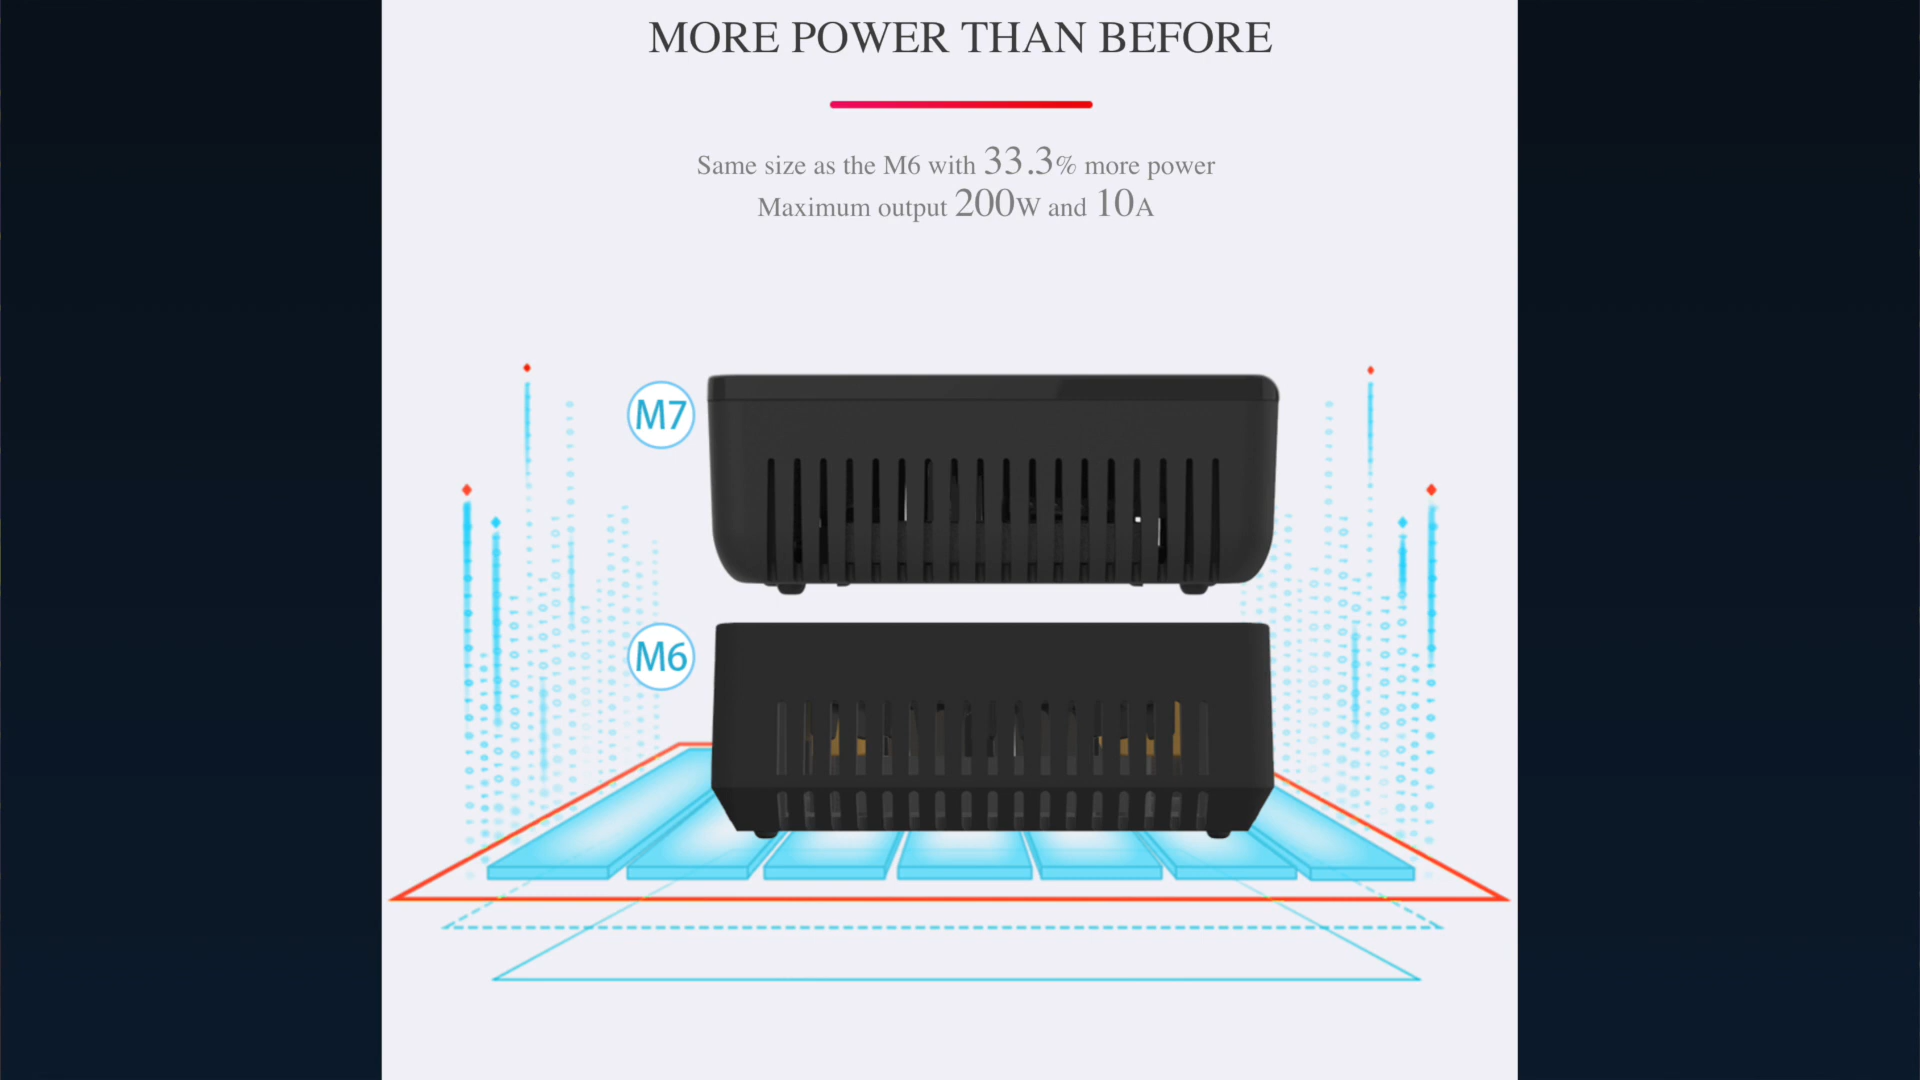 MORE POWER THAN BEFORE
Same size as the M6 with 33.3% more power
Maximum output 200W and 10A
M7
M6